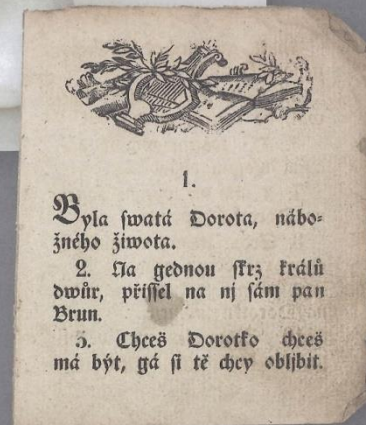 1.
Byla ſwatá Dorota, nábo-
žného žiwota.
2. Na gednou ſkrz králů
dwůr, přiſſel na nj ſám pan
Brun.
3. Chceš Dorotko chceš
má být, gá ſi tě chcy obljbit.